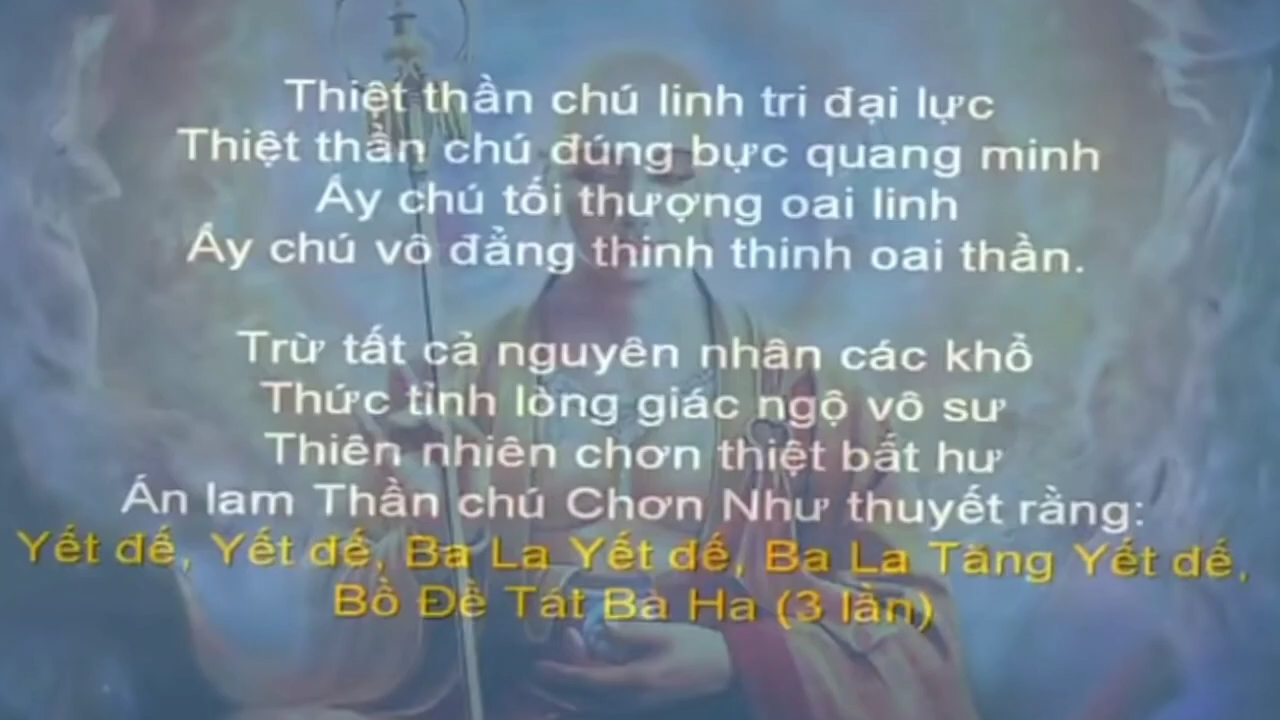 Thiệt thần chú linh tri đại lực
Thiệt thần chú đúng bực quang minh
Ấy chú tối thượng oai linh
Ấy chú vô đẳng thinh thinh oai thần.
Trừ tất cả nguyên nhân các khổ
Thức tỉnh lòng giác ngộ vô sư
Thiên nhiên chơn thiệt bất hư
Án lam Thần chú Chơn Như thuyết rằng:
Yết đế, Yết đế, Ba La Yết đế, Ba La Tăng Yết đế,
Bồ Đề Tát Bà Ha (3 lần)